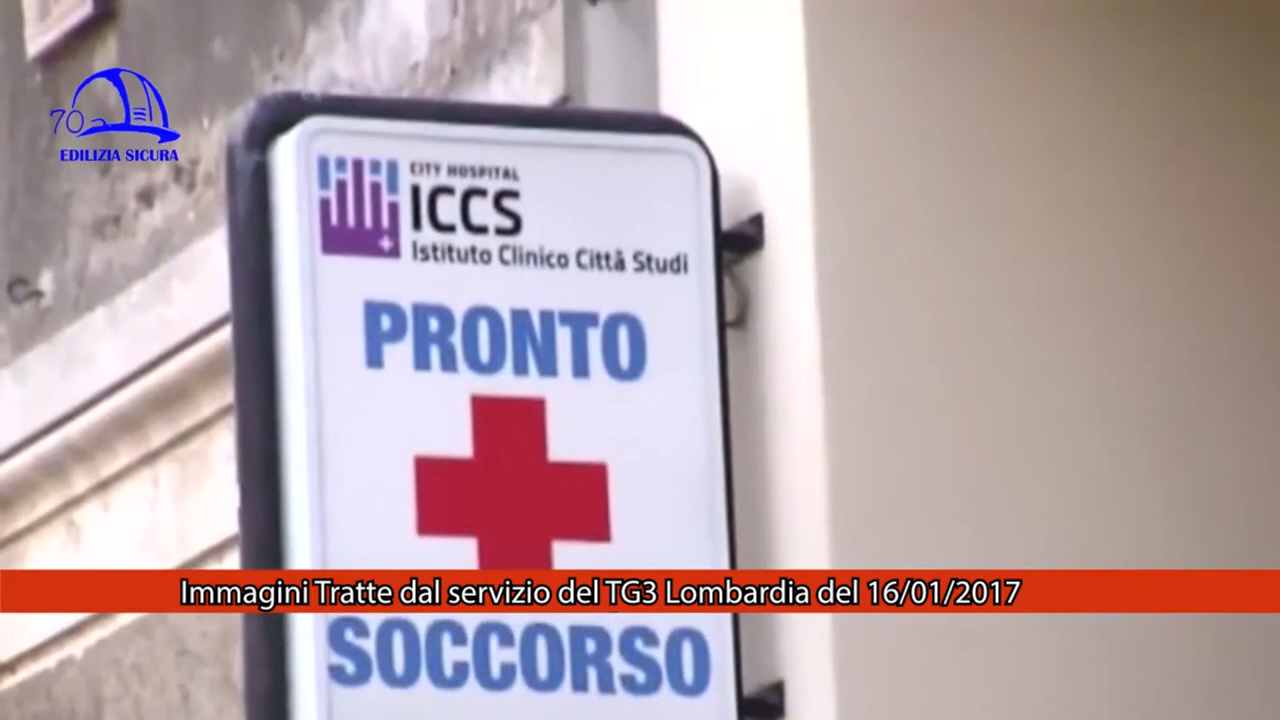 70
EDILIZIA SICURA
CITY HOSPITAL
ICCS
Istituto Clinico Città Studi
PRONTO
Immagini Tratte dal servizio del TG3 Lombardia del 16/01/2017
SOCCORSO